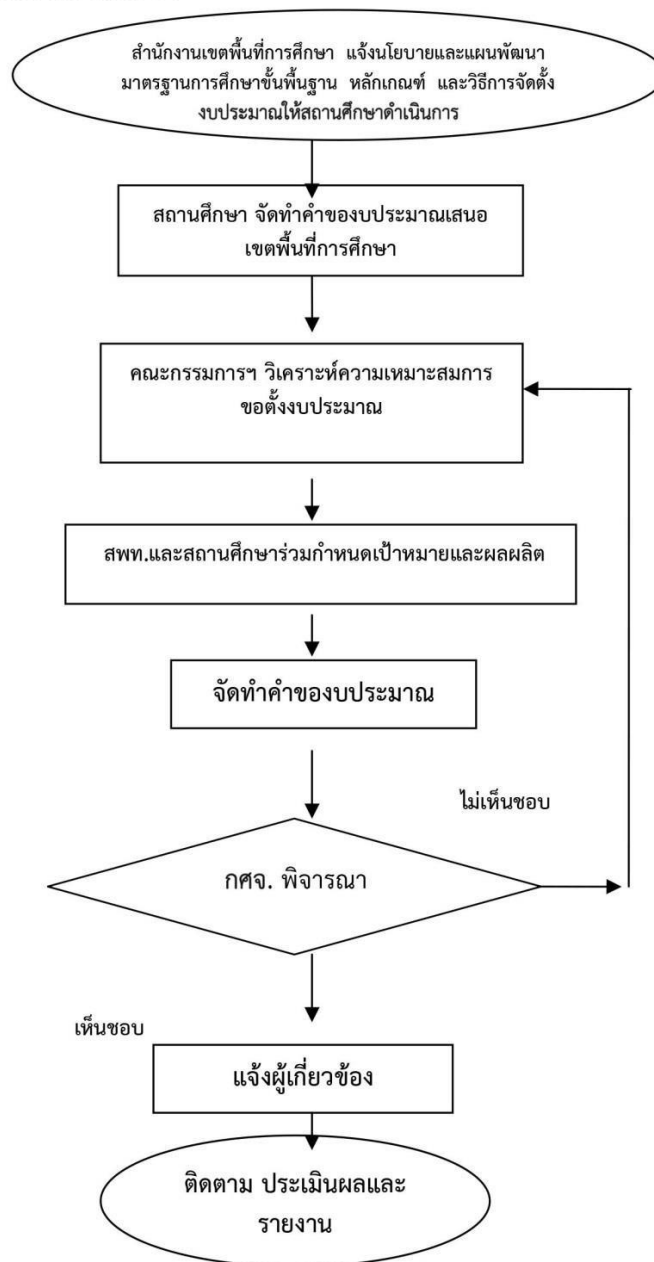 สำนักงานเขตพื้นที่การศึกษา แจ้งนโยบายและแผนพัฒนา
มาตรฐานการศึกษาขั้นพื้นฐาน หลักเกณฑ์ และวิธีการจัดตั้ง
งบประมาณให้สถานศึกษาดำเนินการ
สถานศึกษา จัดทำคำของบประมาณเสนอ
เขตพื้นที่การศึกษา
คณะกรรมการฯ วิเคราะห์ความเหมาะสมการ
ขอตั้งงบประมาณ
สพท.และสถานศึกษาร่วมกำหนดเป้าหมายและผลผลิต
จัดทำคำของบประมาณ
ไม่เห็นชอบ
กศจ. พิจารณา
เห็นชอบ
แจ้งผู้เกี่ยวข้อง
ติดตาม ประเมินผลและ
รายงาน